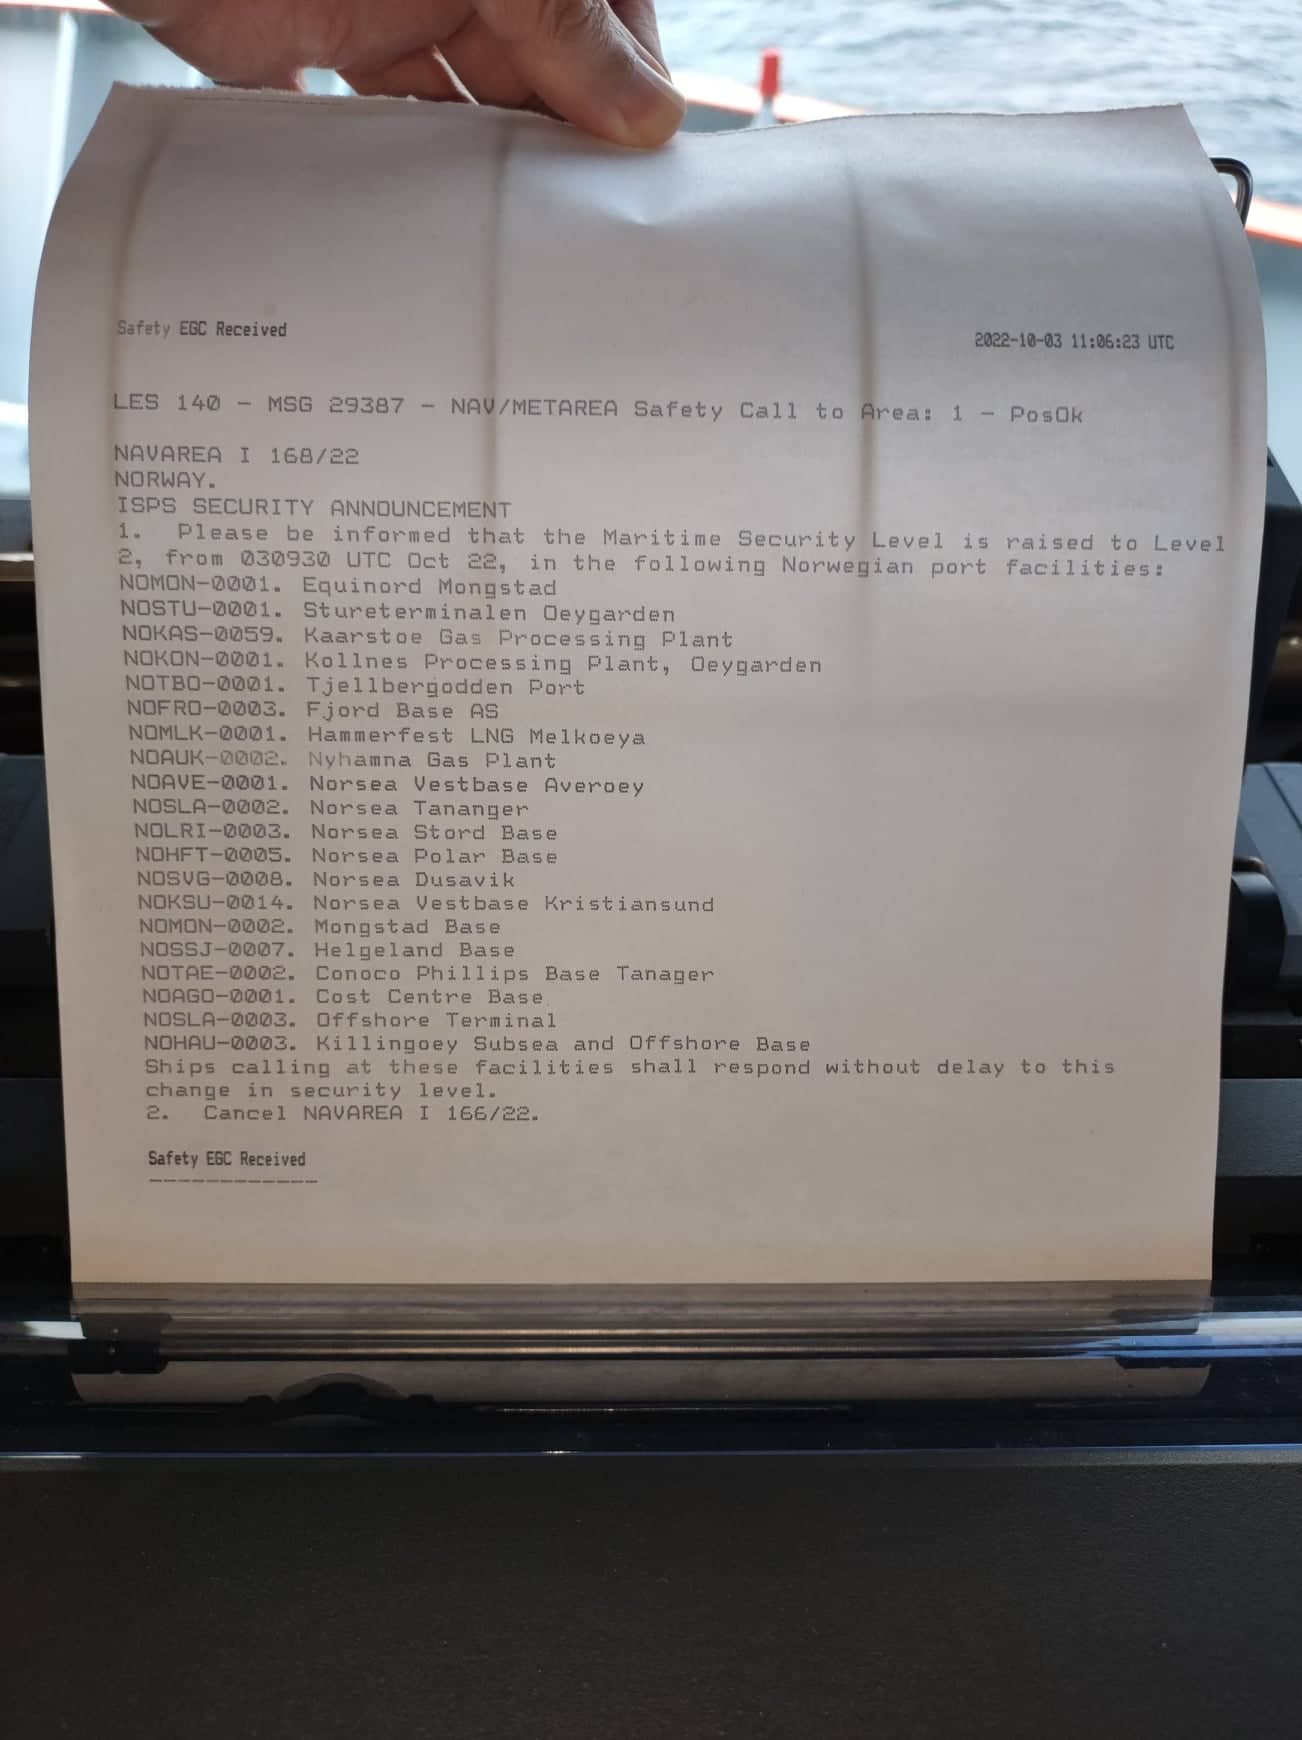 Safety EGC Received
2022-10-03 11:06:23 UTC
LES 140 - MSG 29387 - NAV/METAREA Safety Call to Area: 1 - PosOk
NAVAREA I 168/22
NORWAY.
ISPS SECURITY ANNOUNCEMENT
1. Please be informed that the Maritime Security Level is raised to Level
2, from 030930 UTC Oct 22, in the following Norwegian port facilities:
NOMON-0001. Equinord Mongstad
NOSTU-0001. Stureterminalen Oeygarden
NOKAS-0059. Kaarstoe Gas Processing Plant
NOKON-0001. Kollnes Processing Plant, Oeygarden
NOTBO-0001. Tjellbergodden Port
NOFRO-0003. Fjord Base AS
NOMLK-0001. Hammerfest LNG Melkoeya
NOAUK-0002. Nyhamna Gas Plant
NOAVE-0001. Norsea Vestbase Averoey
NOSLA-0002. Norsea Tananger
NOLRI-0003. Norsea Stord Base
NOHFT-0005. Norsea Polar Base
NOSVG-0008. Norsea Dusavik
NOKSU-0014. Norsea Vestbase Kristiansund
NOMON-0002. Mongstad Base
NOSSJ-0007. Helgeland Base
NOTAE-0002. Conoco Phillips Base Tanager
NOAGO-0001. Cost Centre Base
NOSLA-0003. Offshore Terminal
NOHAU-0003. Killingoey Subsea and Offshore Base
Ships calling at these facilities shall respond without delay to this
change in security level.
2. Cancel NAVAREA I 166/22.
Safety EGC Received